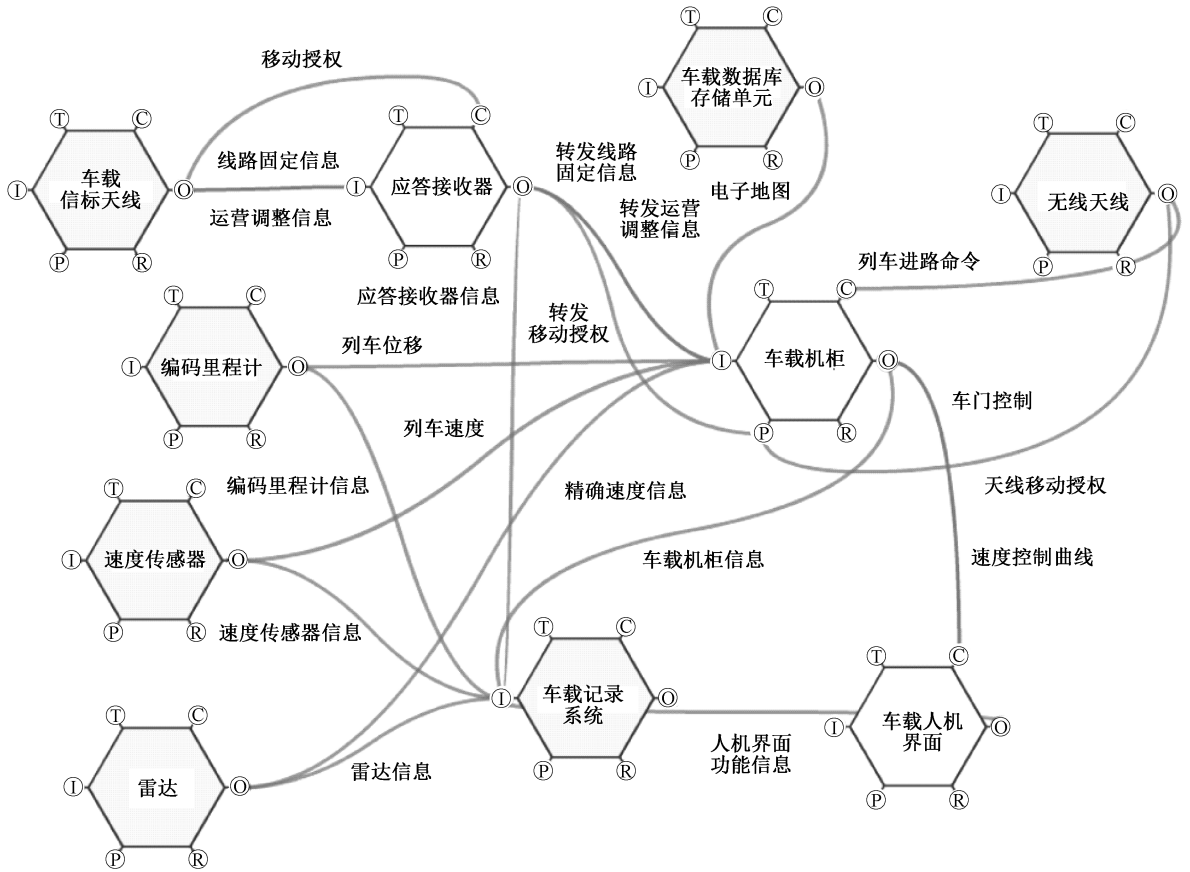 T
C
移动授权
车载数据库
存储单元
I
O
P
R
T
C
T
C
T
C
线路固定信息
转发线路
固定信息
车载
信标天线
I
O
运营调整信息
I
应答接收器
O
电子地图
转发运营
调整信息
I
无线天线
O
P
R
P
R
P
R
列车进路命令
应答接收器信息
T
C
T
C
转发
移动授权
列车位移
I
编码里程计
O
I
车载机柜
O
车门控制
P
R
P
R
列车速度
编码里程计信息
精确速度信息
天线移动授权
T
C
I
速度传感器
O
车载机柜信息
速度控制曲线
P
R
速度传感器信息
T
C
T
C
I
车载记录
系统
O
T
C
I
车载人机
界面
O
人机界面
功能信息
P
R
雷达信息
I
雷达
O
P
R
P
R